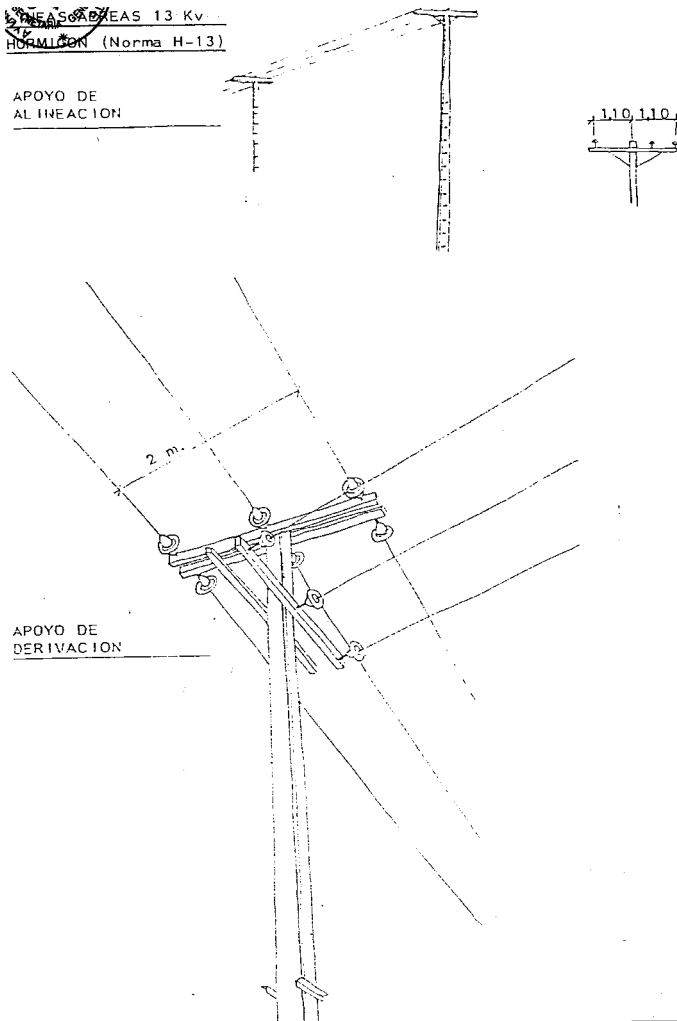 LINEAS AEREAS 13 Kv
HORMIGON (Norma H-13)
APOYO DE
ALINEACION
1,10 1,10
2 m.
APOYO DE
DERIVACION